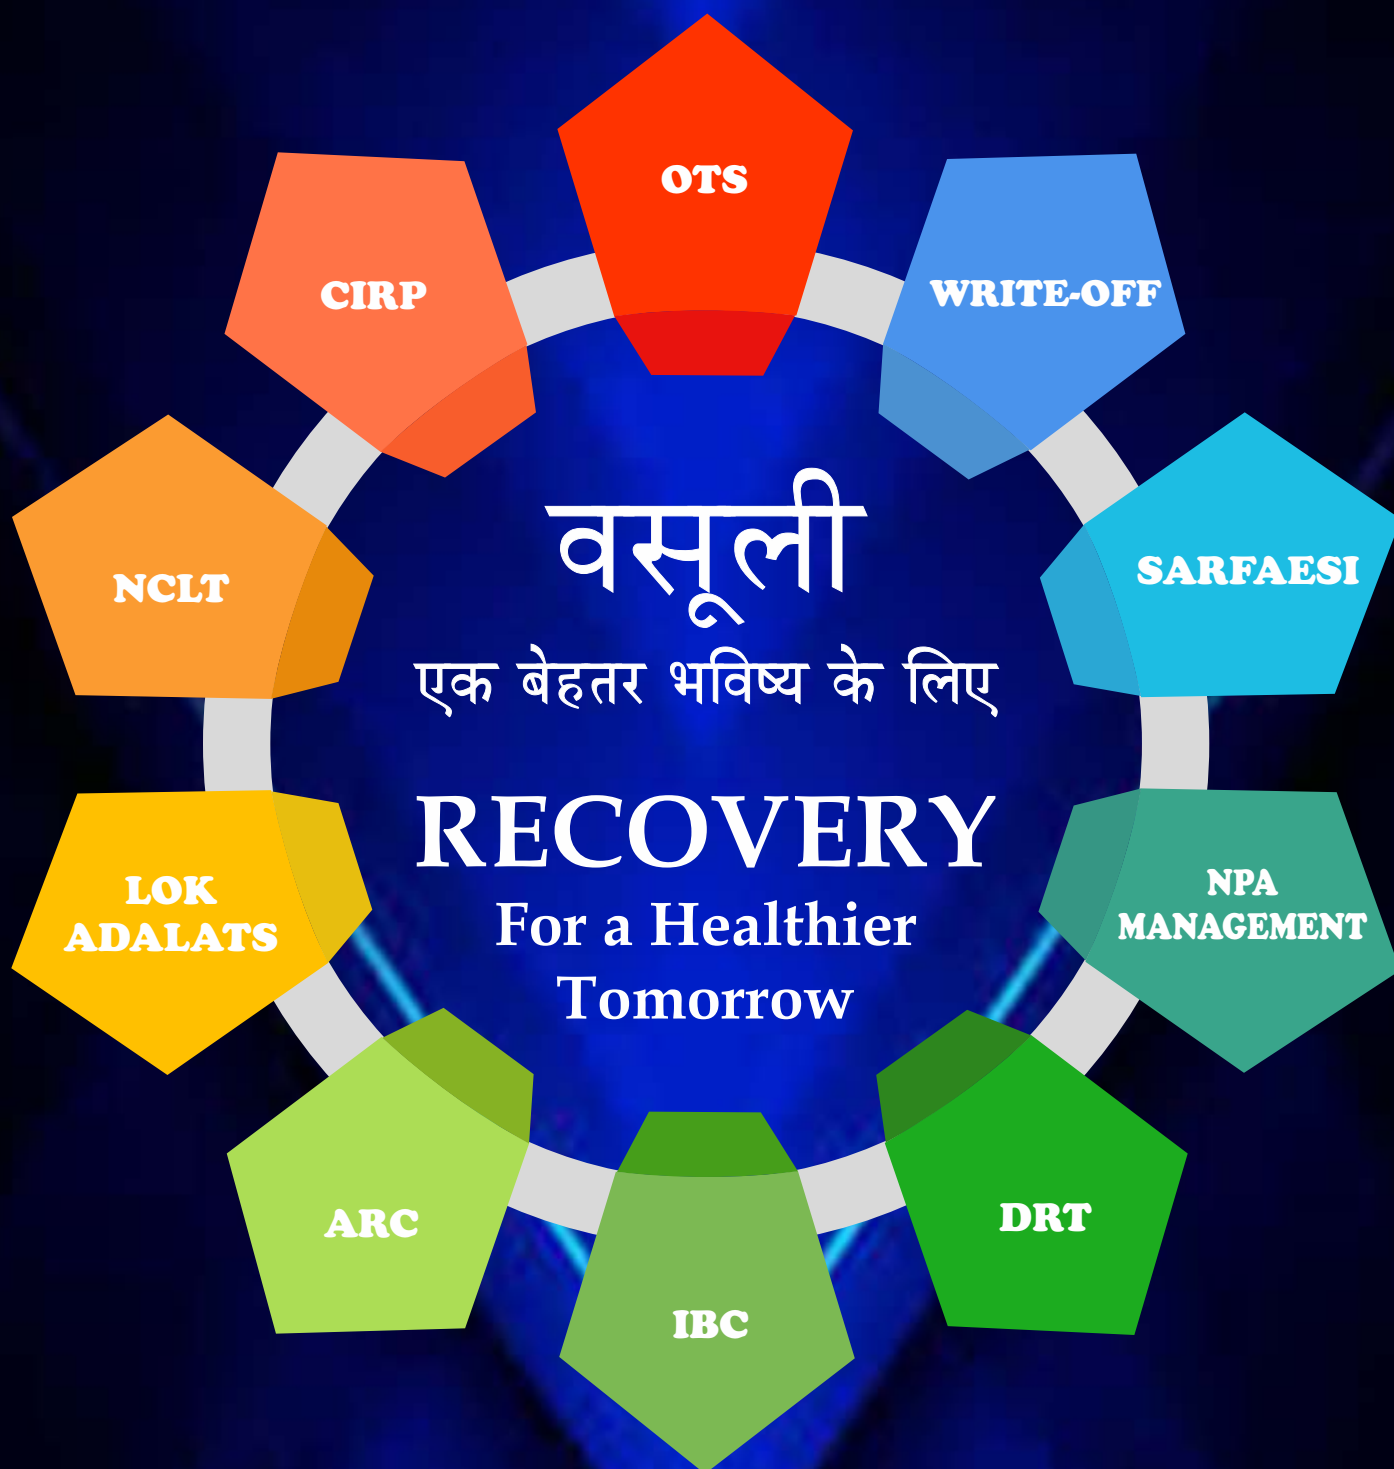 OTS
WRITE-OFF
SARFAESI
NPA
MANAGEMENT
DRT
IBC
ARC
LOK
ADALATS
NCLT
CIRP
वसूली
एक बेहतर भविष्य के लिए
RECOVERY
For a Healthier
Tomorrow